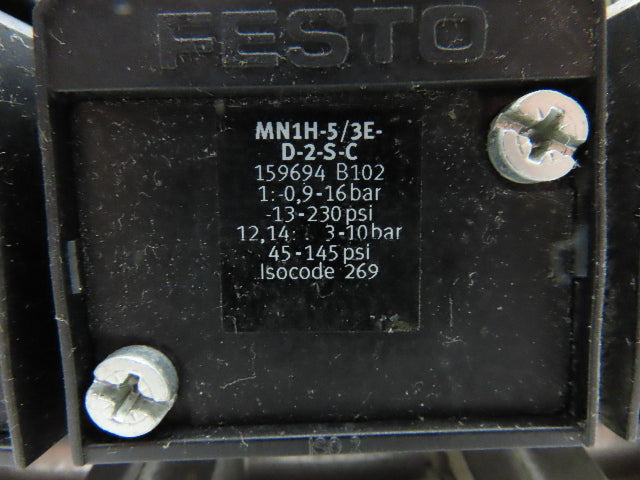 FESTO
MN1H-5/3E-
D-2-S-C
159694 B102
1: -0,9-16 bar
-13-230 psi
12,14: 3-10 bar
45-145 psi
Isocode 269